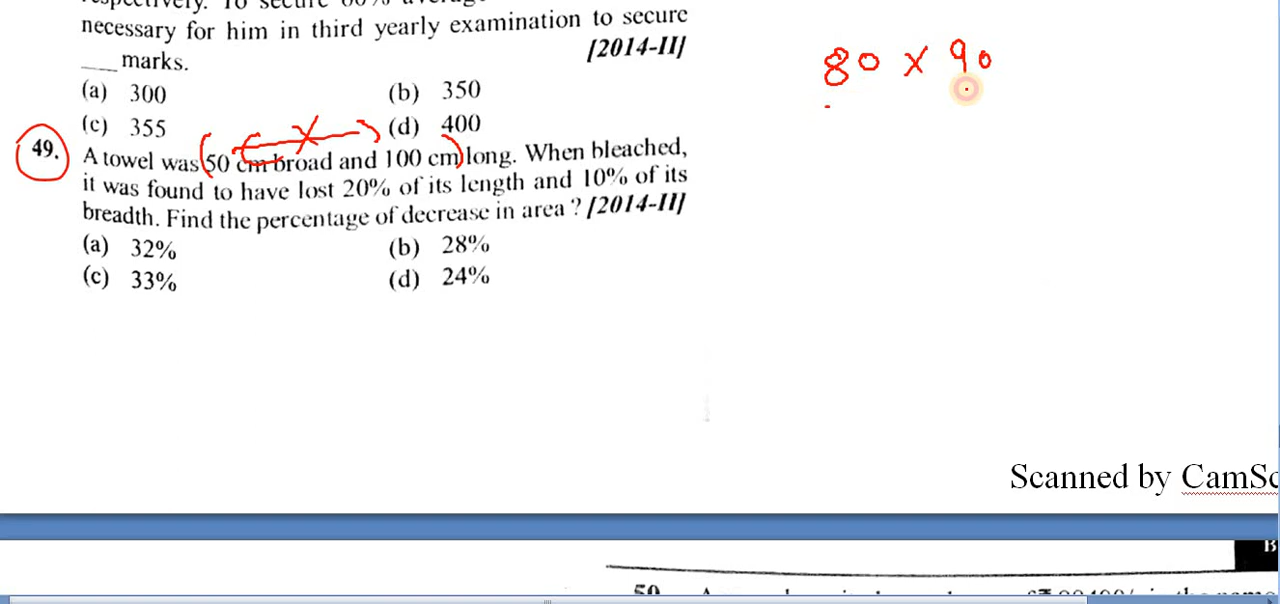 necessary for him in third yearly examination to secure
___ marks. [2014-II]
(a) 300 (b) 350
(c) 355 (d) 400
80 × 90
49. A towel was (50 cm broad and 100 cm) long. When bleached,
it was found to have lost 20% of its length and 10% of its
breadth. Find the percentage of decrease in area ? [2014-II]
(a) 32% (b) 28%
(c) 33% (d) 24%
Scanned by CamSc
50